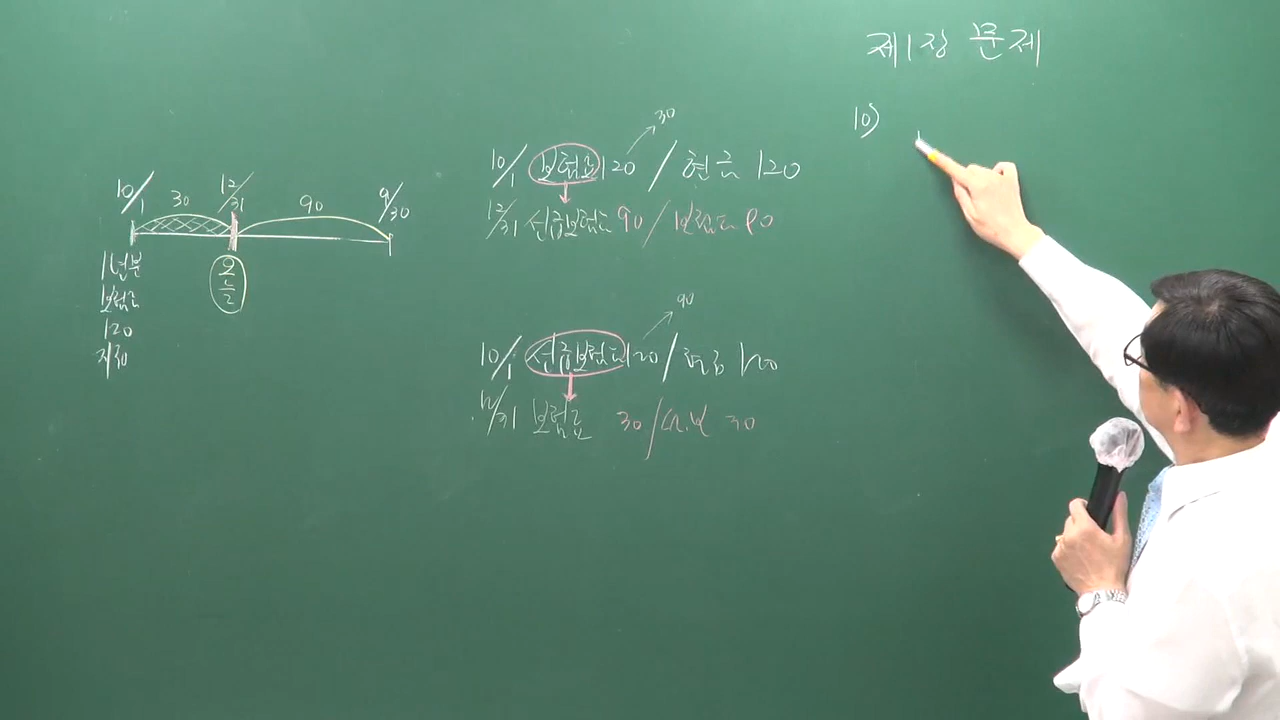 제1장 문제
10)
10/1 30 12/31 90 9/30
1년분
보험료
120
지급
오늘
30
10/1 보험료 120 / 현금 120
12/31 선급보험료 90 / 보험료 90
90
10/1 선급보험료 120 / 현금 120
12/31 보험료 30 / 선.보 30